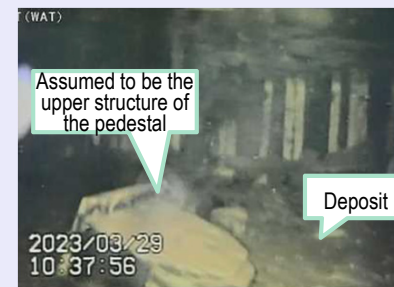 (WAT)
Assumed to be the
upper structure of
the pedestal
Deposit
2023/03/29
10:37:56